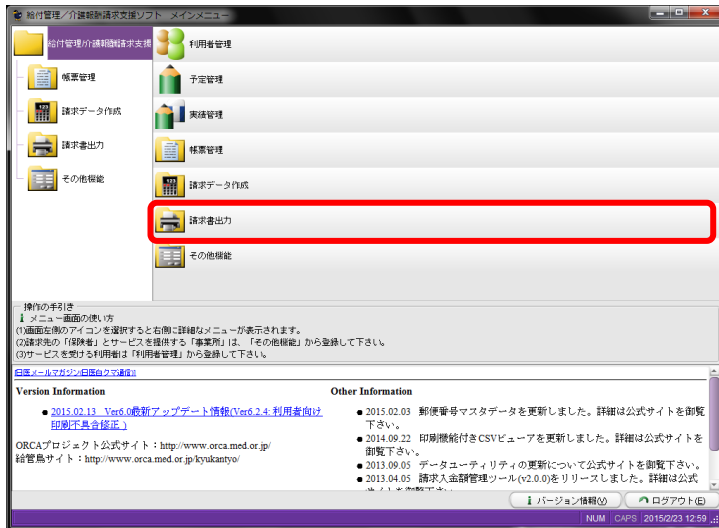 給付管理/介護報酬請求支援ソフト メインメニュー
給付管理/介護報酬請求支援
帳票管理
請求データ作成
請求書出力
その他機能
利用者管理
予定管理
実績管理
帳票管理
請求データ作成
請求書出力
その他機能
操作の手引き
メニュー画面の使い方
(1)画面左側のアイコンを選択すると右側に詳細なメニューが表示されます。
(2)請求先の「保険者」とサービスを提供する「事業所」は、「その他機能」から登録して下さい。
(3)サービスを受ける利用者は「利用者管理」から登録して下さい。
日医メールマガジン(日医白クマ通信)
Version Information
● 2015.02.13 Ver6.0最新アップデート情報(Ver6.2.4: 利用者向け
印刷不具合修正 )
ORCAプロジェクト公式サイト：http://www.orca.med.or.jp/
給管鳥サイト：http://www.orca.med.or.jp/kyukantyo/
Other Information
● 2015.02.03 郵便番号マスタデータを更新しました。詳細は公式サイトを御覧
下さい。
● 2014.09.22 印刷機能付きCSVビューアを更新しました。詳細は公式サイトを
御覧下さい。
● 2013.09.05 データユーティリティの更新について公式サイトを御覧下さい。
● 2013.04.05 請求入金額管理ツール(v2.0.0)をリリースしました。詳細は公式
バージョン情報(V)
ログアウト(E)
NUM CAPS 2015/2/23 12:59